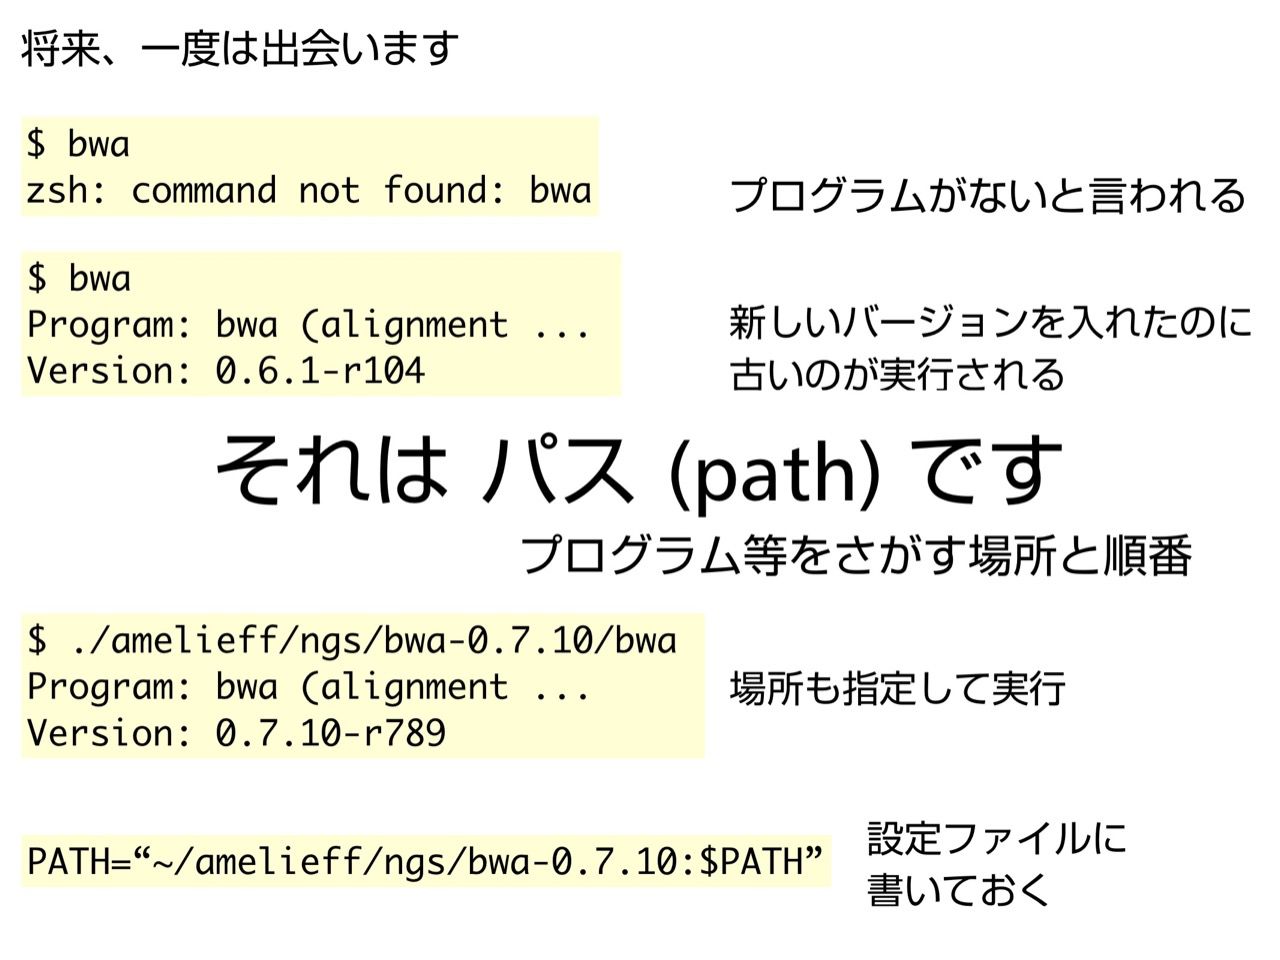 将来、一度は出会います
$ bwa
zsh: command not found: bwa
プログラムがないと言われる
$ bwa
Program: bwa (alignment ...
Version: 0.6.1-r104
新しいバージョンを入れたのに
古いのが実行される
それは パス (path) です
プログラム等をさがす場所と順番
$ ./amelieff/ngs/bwa-0.7.10/bwa
Program: bwa (alignment ...
Version: 0.7.10-r789
場所も指定して実行
PATH=“~/amelieff/ngs/bwa-0.7.10:$PATH”
設定ファイルに
書いておく